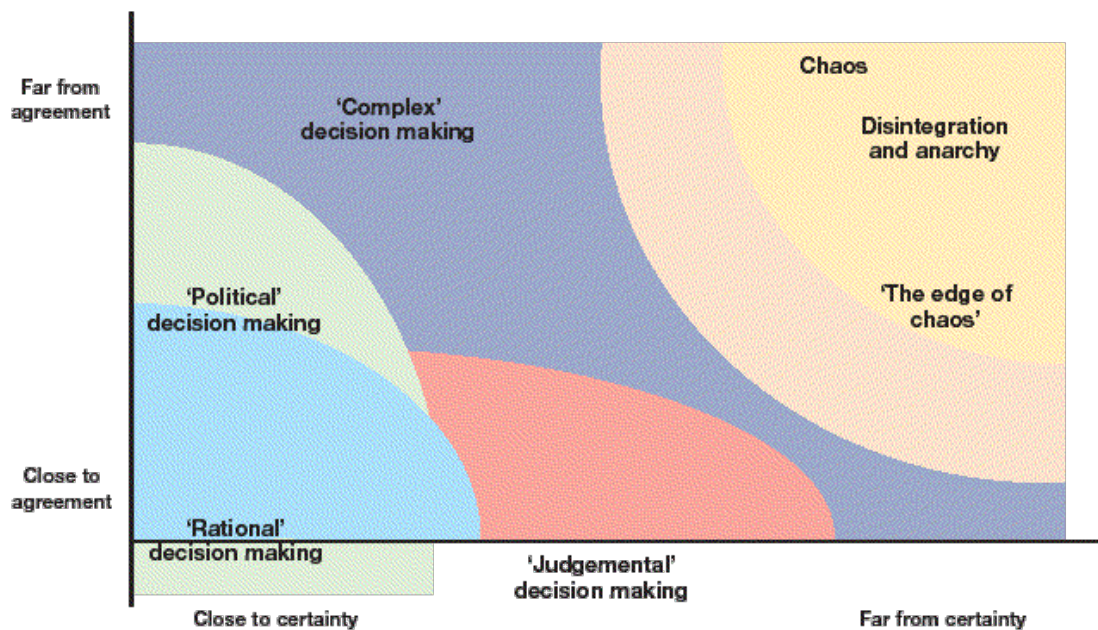 Far from
agreement
'Complex'
decision making
Chaos
Disintegration
and anarchy
'Political'
decision making
'The edge of
chaos'
Close to
agreement
'Rational'
decision making
'Judgemental'
decision making
Close to certainty
Far from certainty